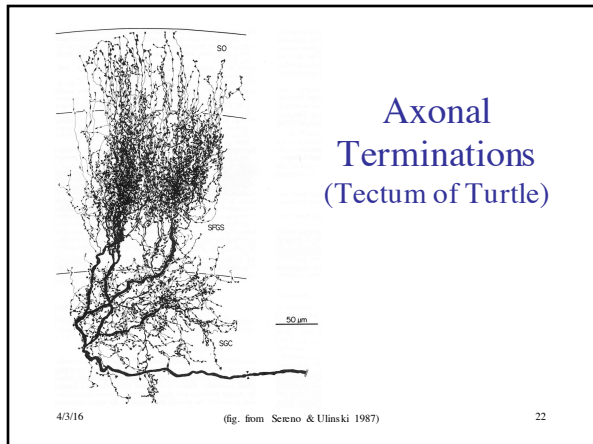 SO
Axonal
Terminations
(Tectum of Turtle)
SFGS
50 µm
SGC
4/3/16
(fig. from Sereno & Ulinski 1987)
22